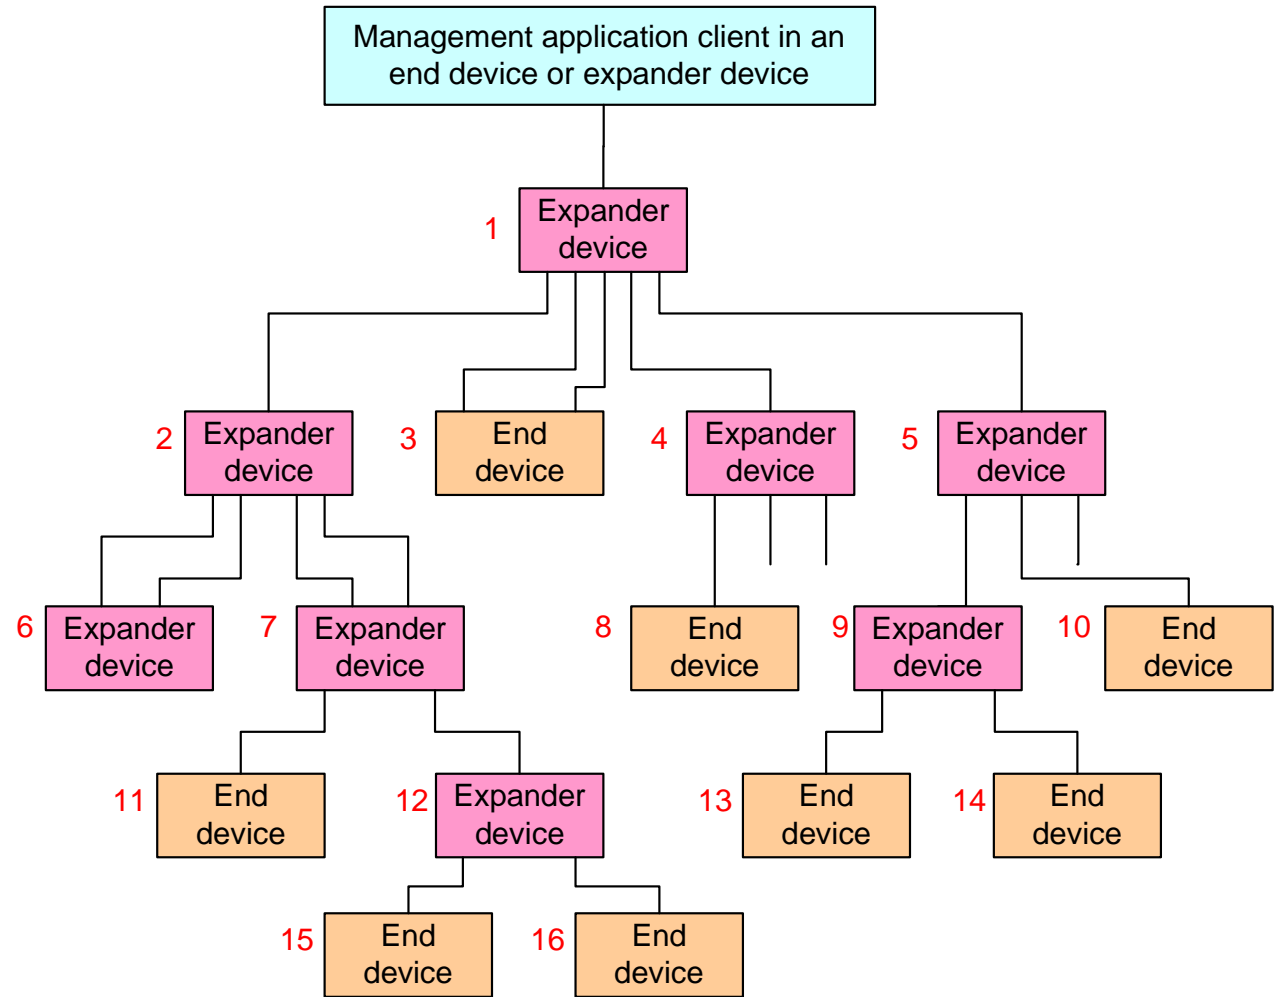 Management application client in an
end device or expander device
1
Expander
device
2
Expander
device
3
End
device
4
Expander
device
5
Expander
device
6
Expander
device
7
Expander
device
8
End
device
9
Expander
device
10
End
device
11
End
device
12
Expander
device
13
End
device
14
End
device
15
End
device
16
End
device